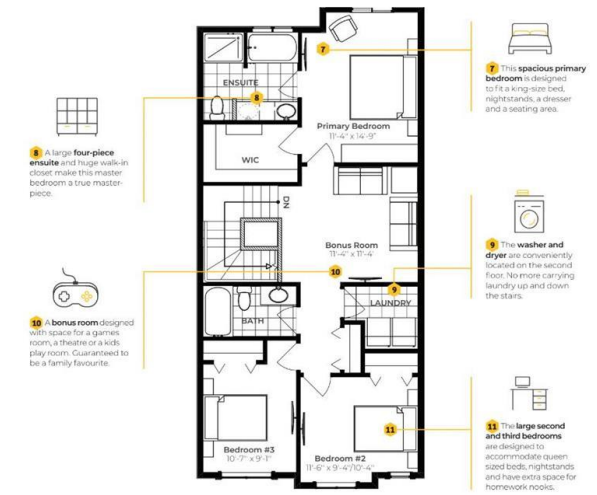 7 This spacious primary
bedroom is designed
to fit a king-size bed,
nightstands, a dresser
and a seating area.
7
ENSUITE
8
8 A large four-piece
ensuite and huge walk-in
closet make this master
bedroom a true master-
piece.
Primary Bedroom
11'-4" x 14'-9"
WIC
DN
Bonus Room
11'-4" x 11'-4"
10
9 The washer and
dryer are conveniently
located on the second
floor. No more carrying
laundry up and down
the stairs.
9
LAUNDRY
BATH
10 A bonus room designed
with space for a games
room, a theatre or a kids
play room. Guaranteed to
be a family favourite.
11
11 The large second
and third bedrooms
are designed to
accommodate queen
sized beds, nightstands
and have extra space for
homework nooks.
Bedroom #3
10'-7" x 9'-1"
Bedroom #2
11'-6" x 9'-4"/10'-4"